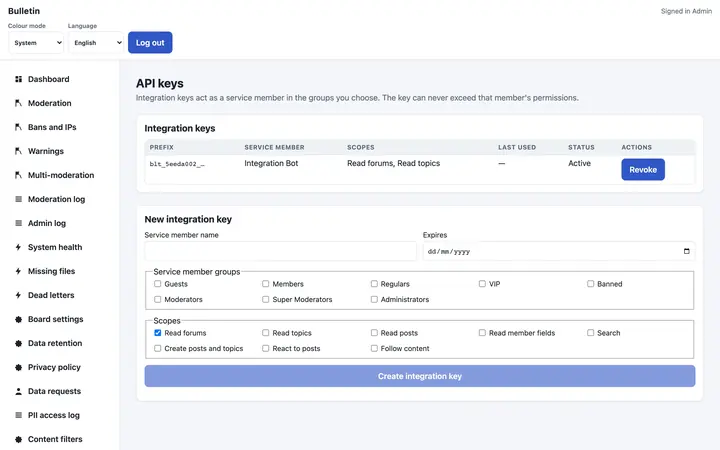 Bulletin
Signed in Admin
Colour mode
Language
System
English
Log out
Dashboard
Moderation
Bans and IPs
Warnings
Multi-moderation
Moderation log
Admin log
System health
Missing files
Dead letters
Board settings
Data retention
Privacy policy
Data requests
PII access log
Content filters
API keys
Integration keys act as a service member in the groups you choose. The key can never exceed that member's permissions.
Integration keys
PREFIX SERVICE MEMBER SCOPES LAST USED STATUS ACTIONS
blt_5eeda002_… Integration Bot Read forums, Read topics — Active Revoke
New integration key
Service member name Expires
dd/mm/yyyy
Service member groups
Guests Members Regulars VIP Banned
Moderators Super Moderators Administrators
Scopes
Read forums Read topics Read posts Read member fields Search
Create posts and topics React to posts Follow content
Create integration key